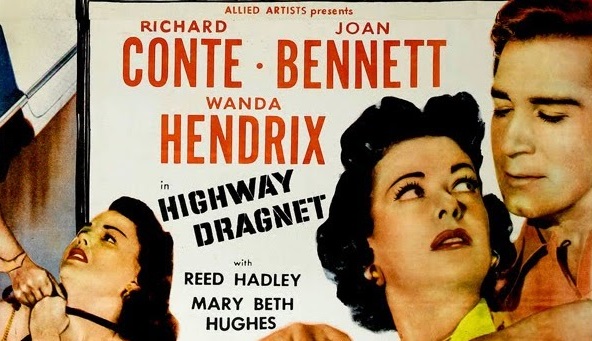 ALLIED ARTISTS presents
RICHARD JOAN
CONTE · BENNETT
WANDA
HENDRIX
in
HIGHWAY
DRAGNET
with
REED HADLEY
MARY BETH
HUGHES